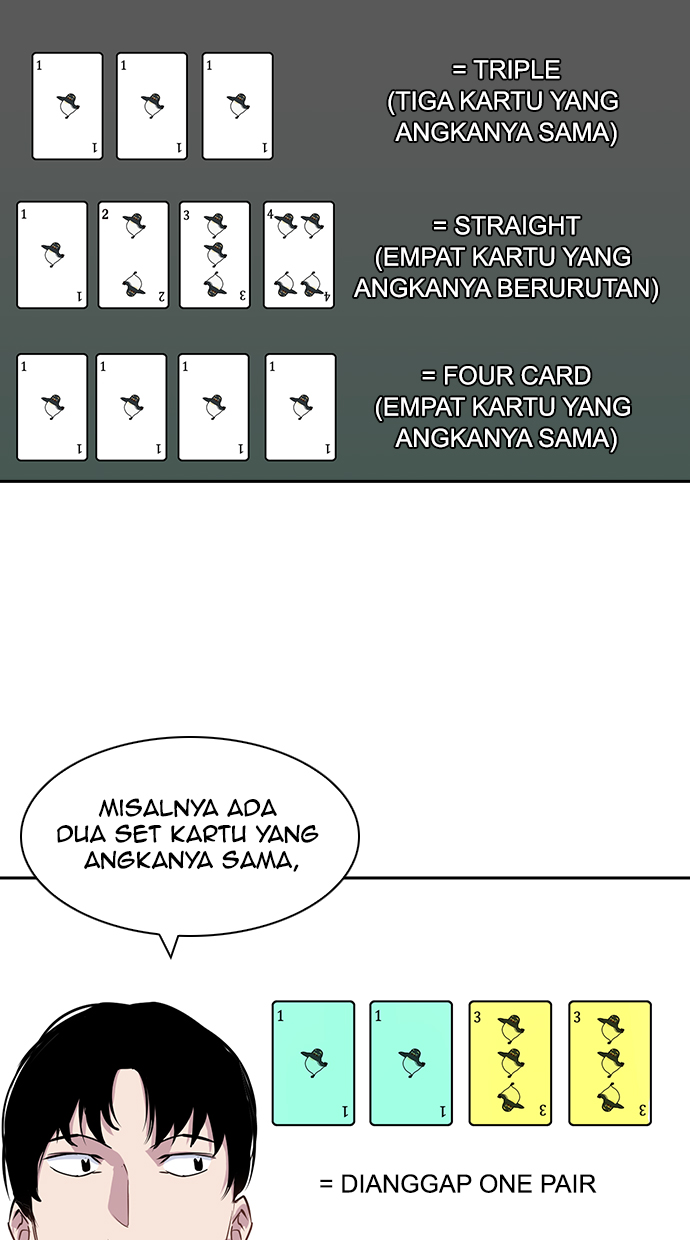 1 1 1
1 1 1
= TRIPLE
(TIGA KARTU YANG
ANGKANYA SAMA)
1 2 3 4
1 2 3 4
= STRAIGHT
(EMPAT KARTU YANG
ANGKANYA BERURUTAN)
1 1 1 1
1 1 1 1
= FOUR CARD
(EMPAT KARTU YANG
ANGKANYA SAMA)
MISALNYA ADA
DUA SET KARTU YANG
ANGKANYA SAMA,
1 1 3 3
1 1 3 3
= DIANGGAP ONE PAIR